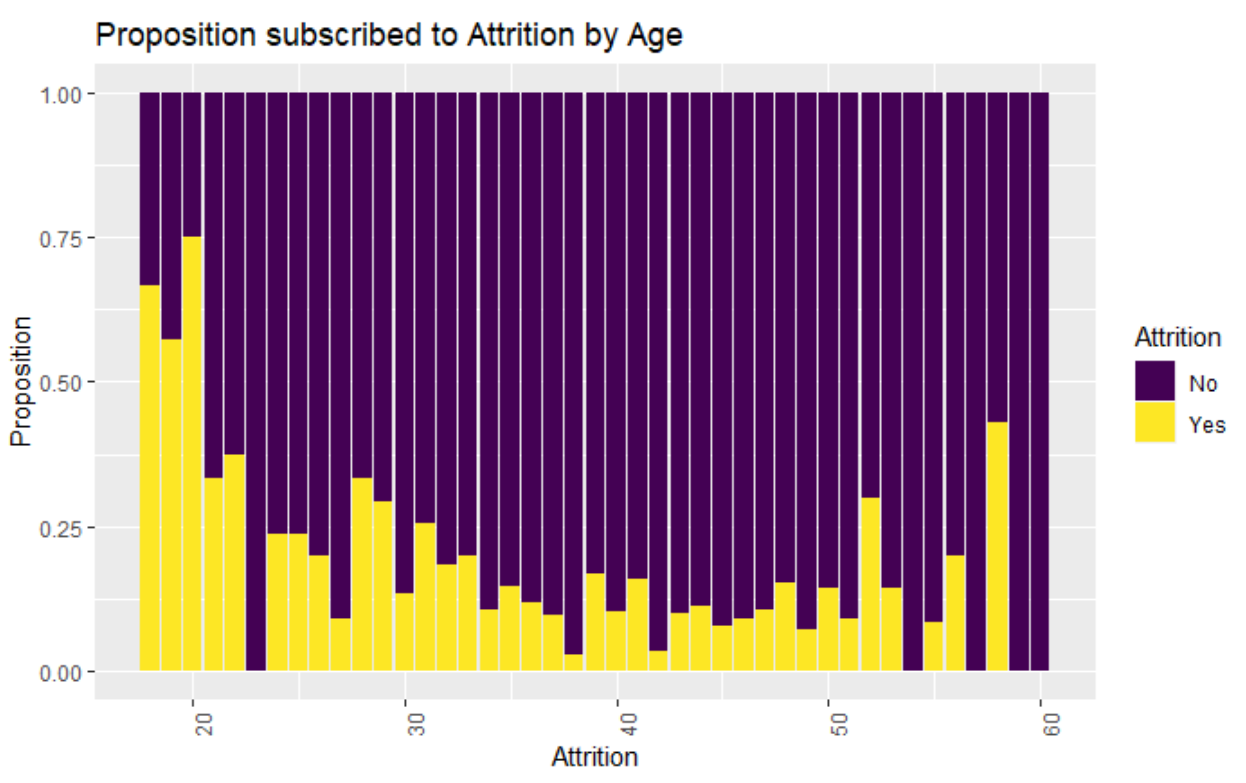 Proposition subscribed to Attrition by Age
1.00
0.75
0.50
0.25
0.00
Proposition
20
30
40
50
60
Attrition
Attrition
No
Yes